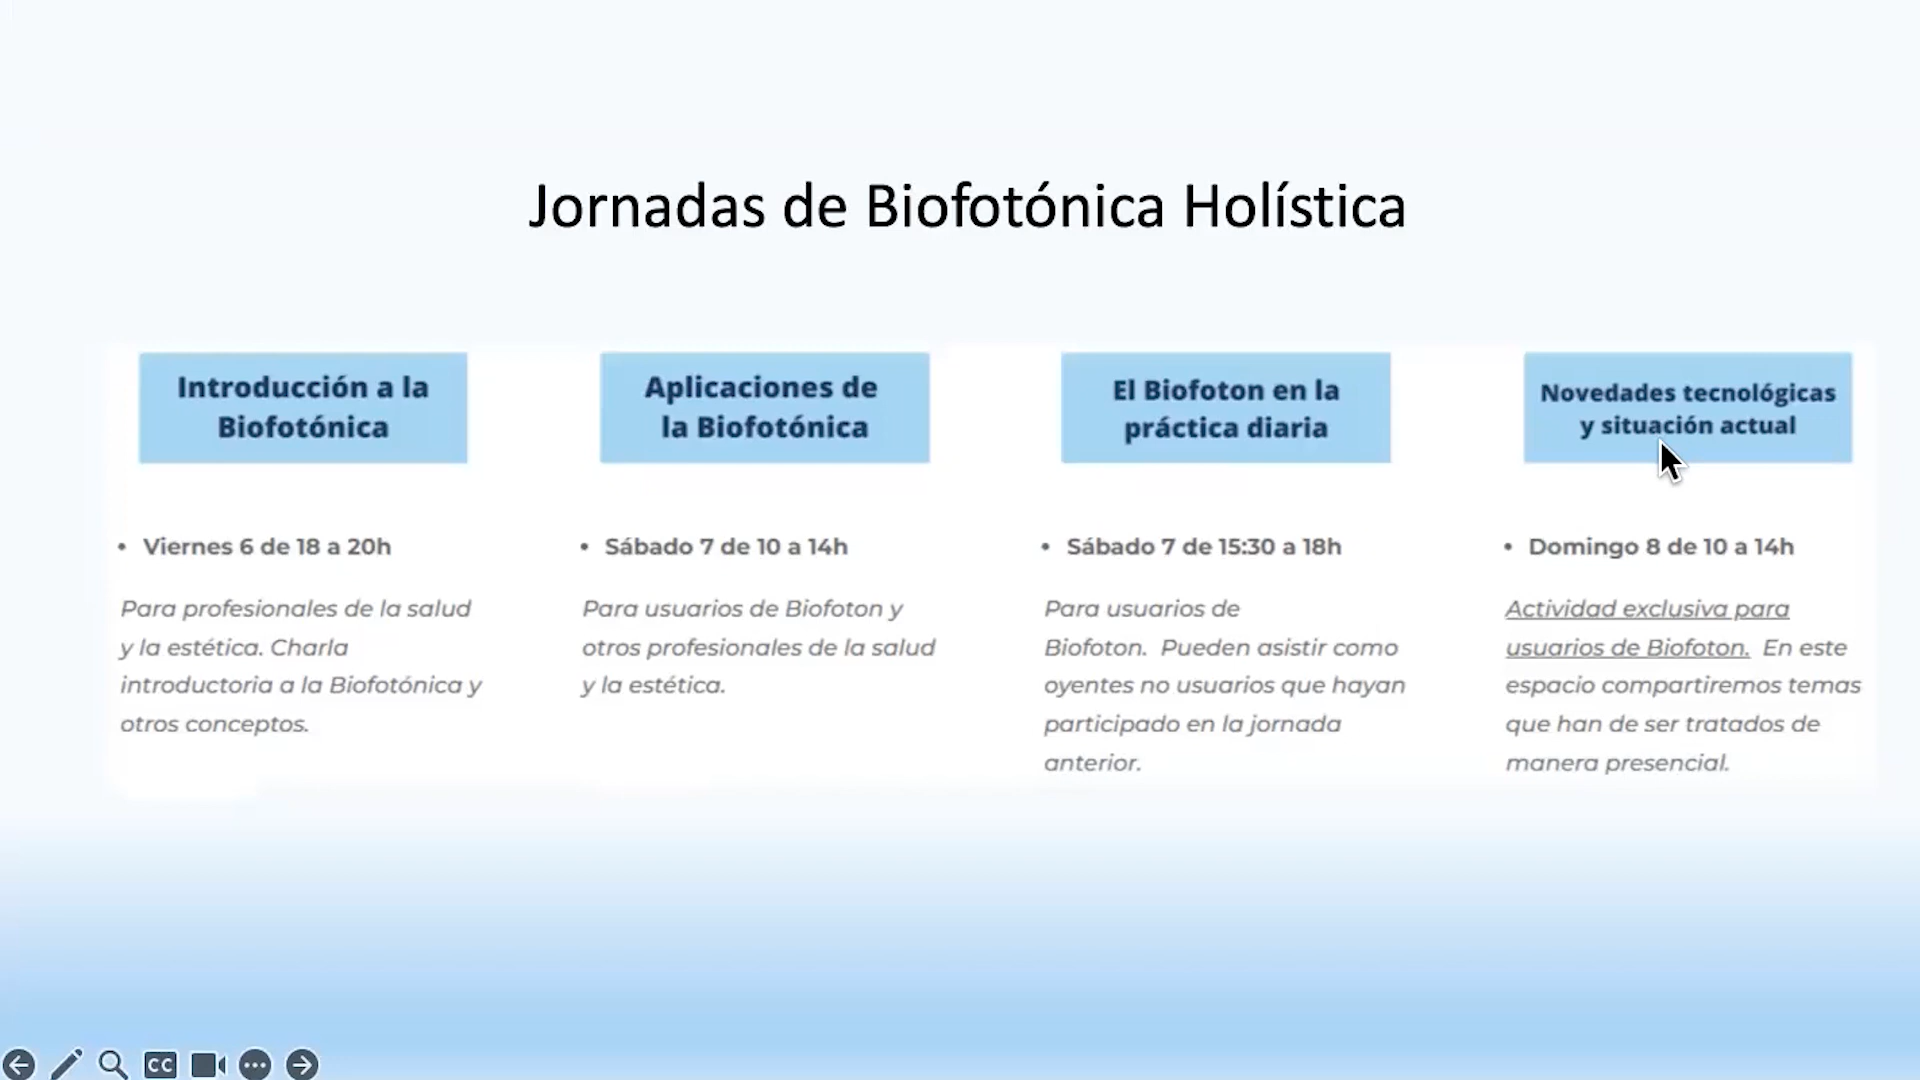 Jornadas de Biofotónica Holística
Introducción a la
Biofotónica
• Viernes 6 de 18 a 20h
Para profesionales de la salud
y la estética. Charla
introductoria a la Biofotónica y
otros conceptos.
Aplicaciones de
la Biofotónica
• Sábado 7 de 10 a 14h
Para usuarios de Biofoton y
otros profesionales de la salud
y la estética.
El Biofoton en la
práctica diaria
• Sábado 7 de 15:30 a 18h
Para usuarios de
Biofoton. Pueden asistir como
oyentes no usuarios que hayan
participado en la jornada
anterior.
Novedades tecnológicas
y situación actual
• Domingo 8 de 10 a 14h
Actividad exclusiva para
usuarios de Biofoton. En este
espacio compartiremos temas
que han de ser tratados de
manera presencial.
CC